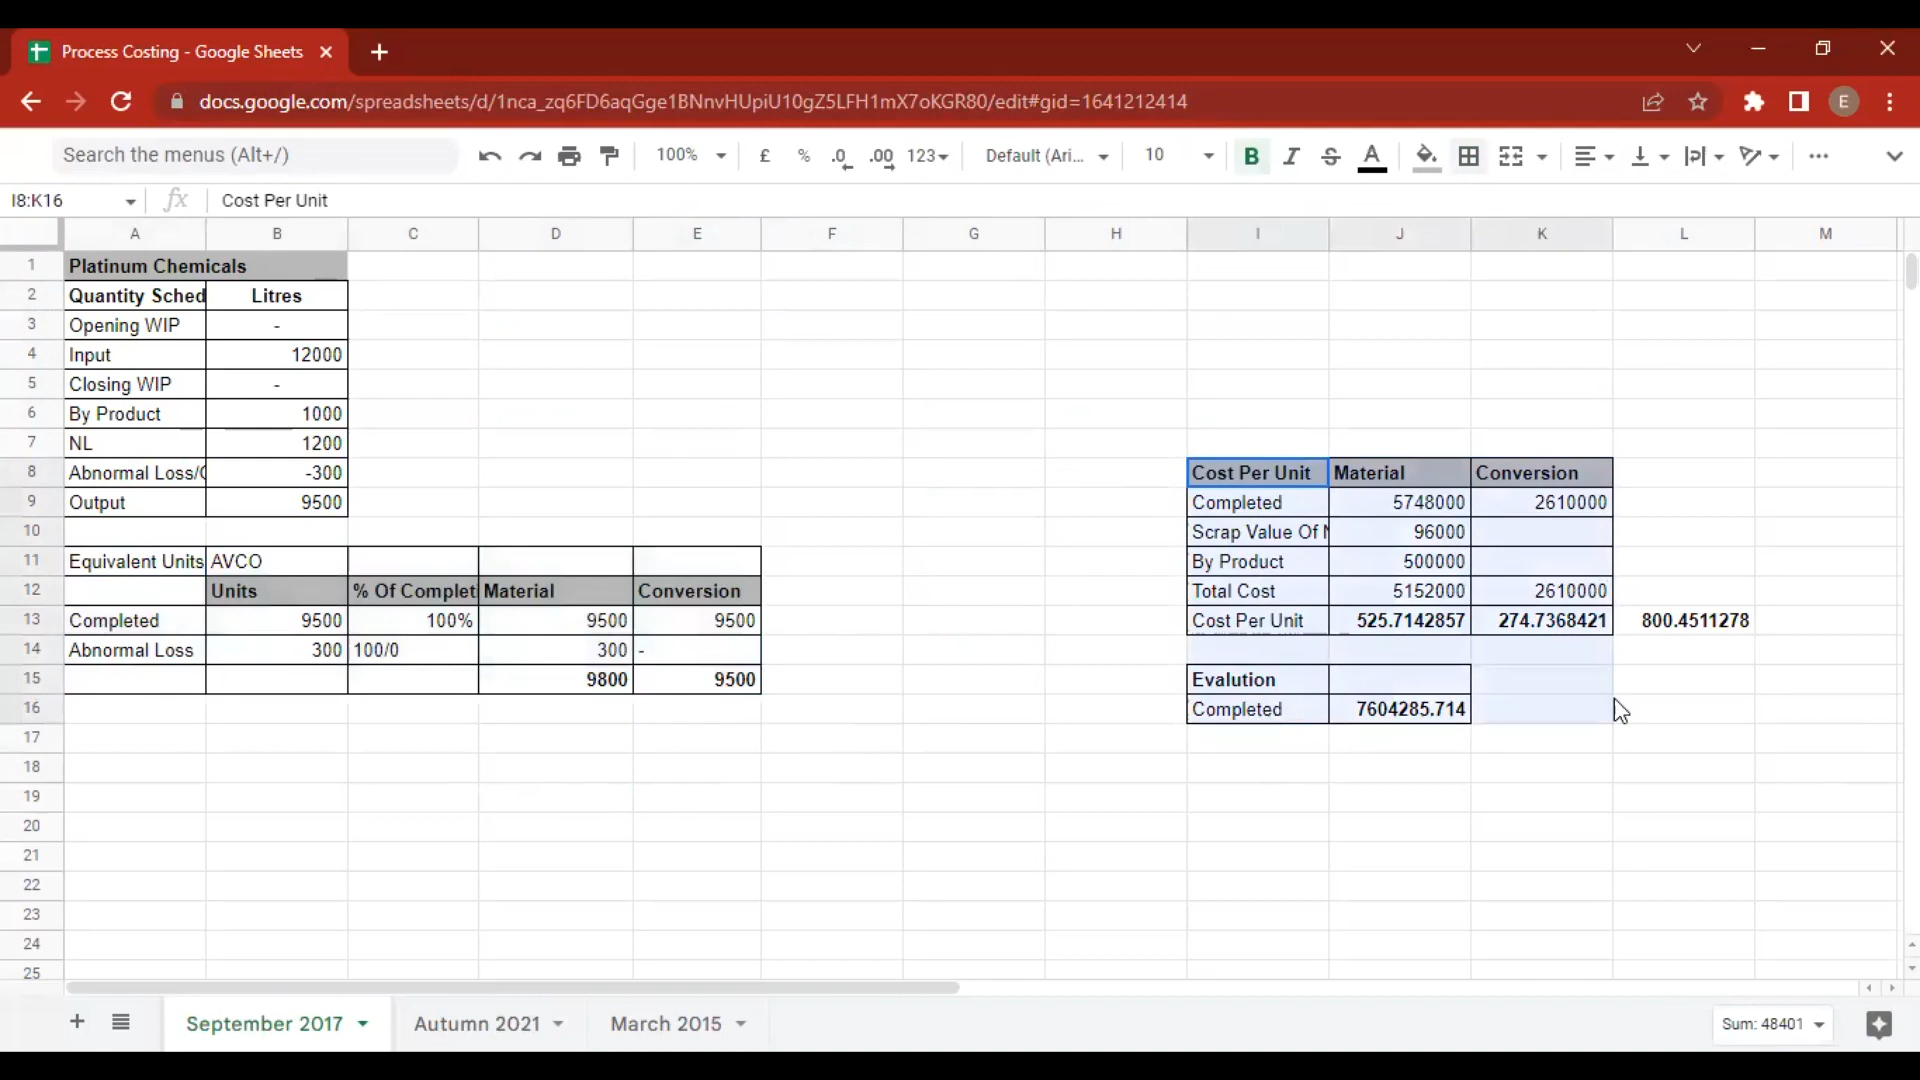 Process Costing - Google Sheets
docs.google.com/spreadsheets/d/1nca_zq6FD6aqGge1BNnvHUpiU10gZ5LFH1mX7oKGR80/edit#gid=1641212414
E
Search the menus (Alt+/) 100% £ % .0 .00 123 Default (Ari... 10 B I S A
I8:K16 fx Cost Per Unit
A B C D E F G H I J K L M
1 Platinum Chemicals
2 Quantity Sched Litres
3 Opening WIP -
4 Input 12000
5 Closing WIP -
6 By Product 1000
7 NL 1200
8 Abnormal Loss/ -300 Cost Per Unit Material Conversion
9 Output 9500 Completed 5748000 2610000
10 Scrap Value Of 96000
11 Equivalent Units AVCO By Product 500000
12 Units % Of Complet Material Conversion Total Cost 5152000 2610000
13 Completed 9500 100% 9500 9500 Cost Per Unit 525.7142857 274.7368421 800.4511278
14 Abnormal Loss 300 100/0 300 -
15 9800 9500 Evalution
16 Completed 7604285.714
17
18
19
20
21
22
23
24
25
September 2017 Autumn 2021 March 2015 Sum: 48401